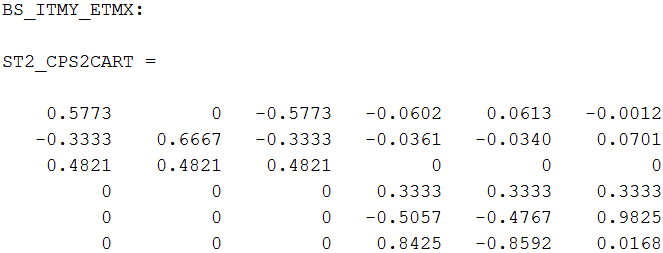 BS_ITMY_ETMX:
ST2_CPS2CART =
0.5773 0 -0.5773 -0.0602 0.0613 -0.0012
-0.3333 0.6667 -0.3333 -0.0361 -0.0340 0.0701
0.4821 0.4821 0.4821 0 0 0
0 0 0 0.3333 0.3333 0.3333
0 0 0 -0.5057 -0.4767 0.9825
0 0 0 0.8425 -0.8592 0.0168